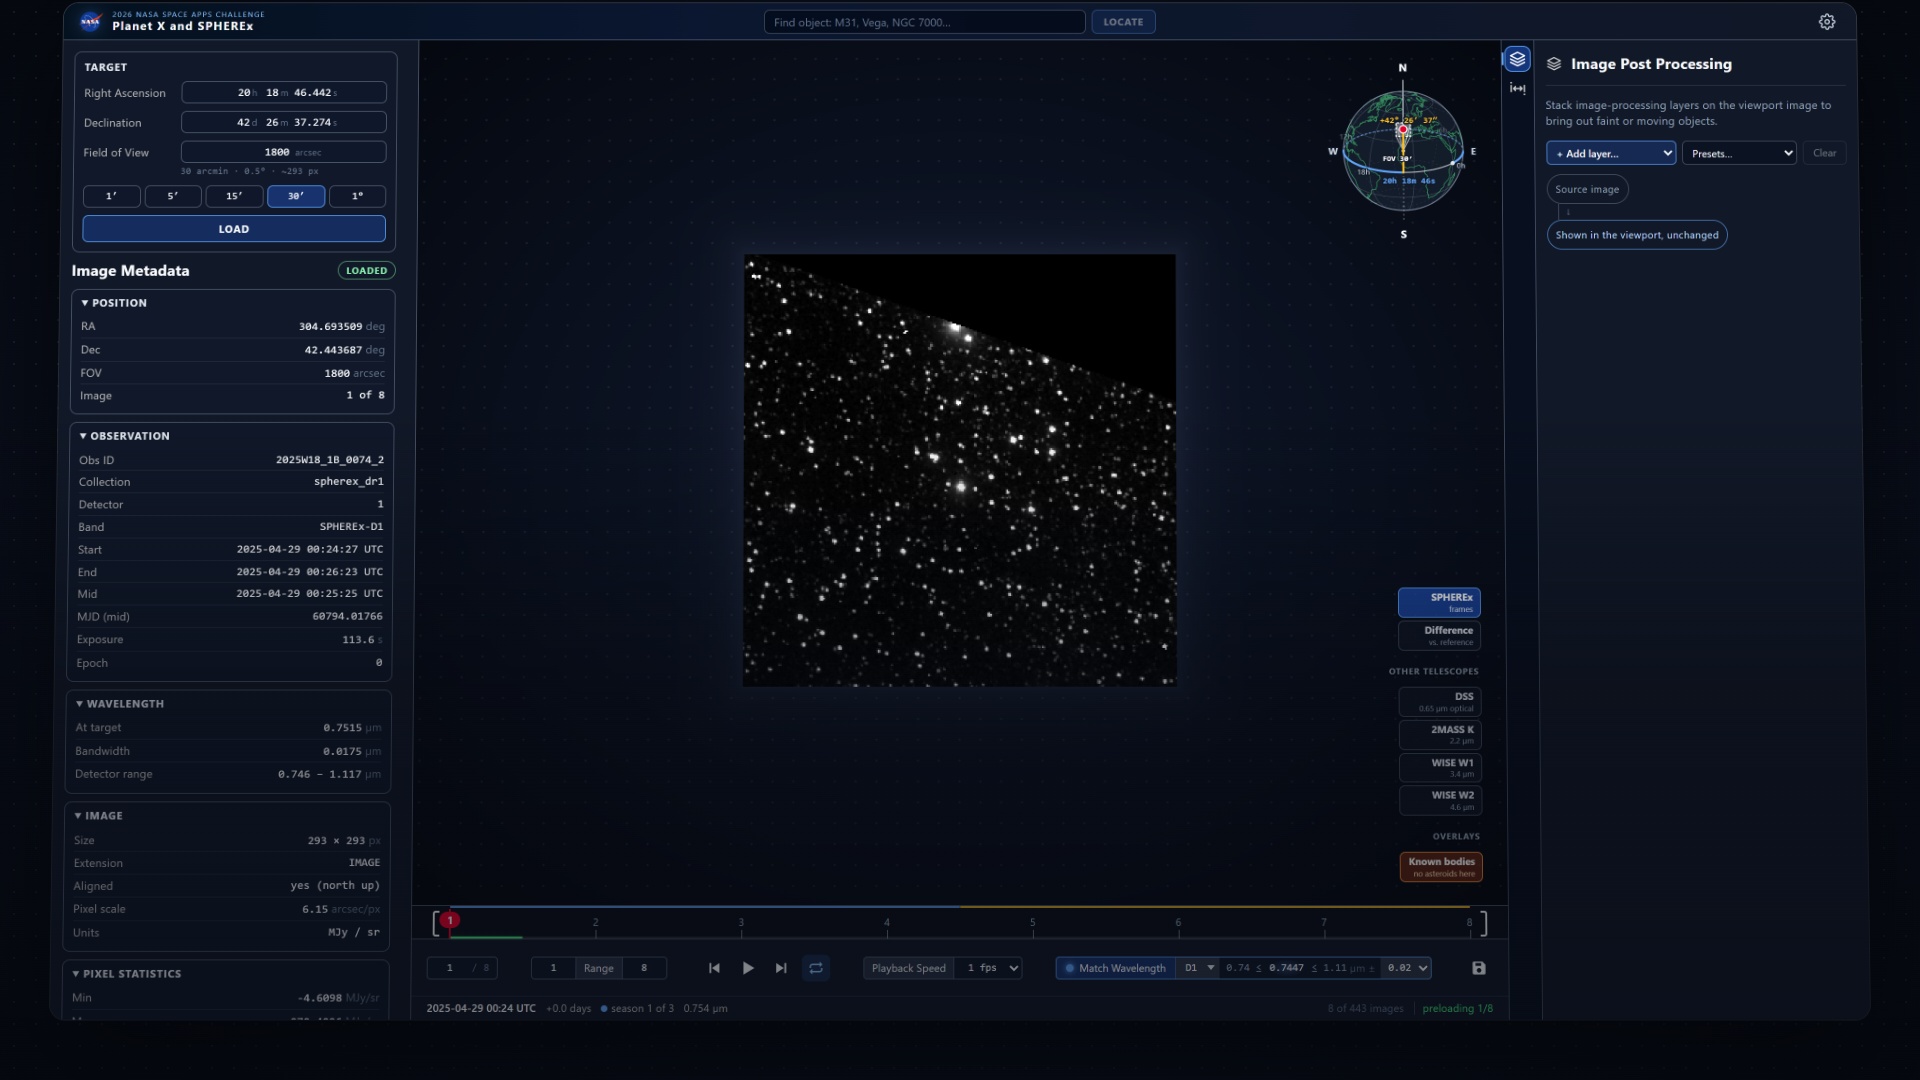 2026 NASA SPACE APPS CHALLENGE
Planet X and SPHEREx
NASA
Find object: M31, Vega, NGC 7000...
LOCATE
TARGET
Right Ascension 20h 18m 46.442s
Declination 42d 26m 37.274s
Field of View 1800 arcsec
30 arcmin · 0.5° · ~293 px
1′ 5′ 15′ 30′ 1°
LOAD
Image Metadata LOADED
▼ POSITION
RA 304.693509 deg
Dec 42.443687 deg
FOV 1800 arcsec
Image 1 of 8
▼ OBSERVATION
Obs ID 2025W18_1B_0074_2
Collection spherex_dr1
Detector 1
Band SPHEREx-D1
Start 2025-04-29 00:24:27 UTC
End 2025-04-29 00:26:23 UTC
Mid 2025-04-29 00:25:25 UTC
MJD (mid) 60794.01766
Exposure 113.6 s
Epoch 0
▼ WAVELENGTH
At target 0.7515 µm
Bandwidth 0.0175 µm
Detector range 0.746 – 1.117 µm
▼ IMAGE
Size 293 × 293 px
Extension IMAGE
Aligned yes (north up)
Pixel scale 6.15 arcsec/px
Units MJy / sr
▼ PIXEL STATISTICS
Min -4.6098 MJy/sr
N
W
E
S
+42° 26′ 37″
FOV 30′
18h
0h
20h 18m 46s
SPHEREx
frames
Difference
vs. reference
OTHER TELESCOPES
DSS
0.65 µm optical
2MASS K
2.2 µm
WISE W1
3.4 µm
WISE W2
4.6 µm
OVERLAYS
Known bodies
no asteroids here
[ 1 2 3 4 5 6 7 8 ]
1 / 8
1 Range 8
Playback Speed 1 fps
Match Wavelength D1 ▼ 0.74 ≤ 0.7447 ≤ 1.11 µm ± 0.02
2025-04-29 00:24 UTC +0.0 days season 1 of 3 0.754 µm
8 of 443 images preloading 1/8
Image Post Processing
Stack image-processing layers on the viewport image to
bring out faint or moving objects.
+ Add layer... Presets... Clear
Source image
Shown in the viewport, unchanged